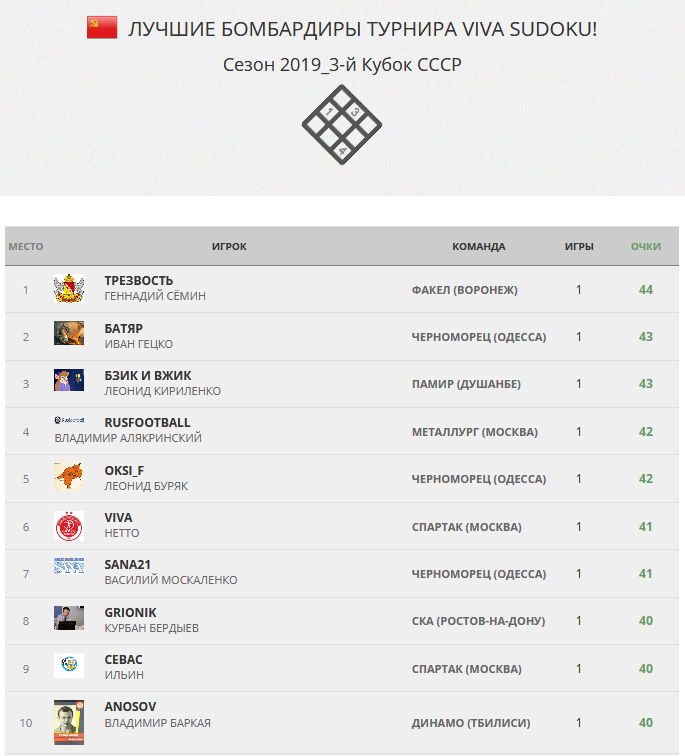 ЛУЧШИЕ БОМБАРДИРЫ ТУРНИРА VIVA SUDOKU!
Сезон 2019_3-й Кубок СССР
1 3
4
МЕСТО ИГРОК КОМАНДА ИГРЫ ОЧКИ
1 ТРЕЗВОСТЬ ФАКЕЛ (ВОРОНЕЖ) 1 44
ГЕННАДИЙ СЁМИН
2 БАТЯР ЧЕРНОМОРЕЦ (ОДЕССА) 1 43
ИВАН ГЕЦКО
3 БЗИК И ВЖИК ПАМИР (ДУШАНБЕ) 1 43
ЛЕОНИД КИРИЛЕНКО
4 RUSFOOTBALL МЕТАЛЛУРГ (МОСКВА) 1 42
ВЛАДИМИР АЛЯКРИНСКИЙ
5 OKSI_F ЧЕРНОМОРЕЦ (ОДЕССА) 1 42
ЛЕОНИД БУРЯК
6 VIVA СПАРТАК (МОСКВА) 1 41
НЕТТО
7 SANA21 ЧЕРНОМОРЕЦ (ОДЕССА) 1 41
ВАСИЛИЙ МОСКАЛЕНКО
8 GRIONIK СКА (РОСТОВ-НА-ДОНУ) 1 40
КУРБАН БЕРДЫЕВ
9 СЕВАС СПАРТАК (МОСКВА) 1 40
ИЛЬИН
10 ANOSOV ДИНАМО (ТБИЛИСИ) 1 40
ВЛАДИМИР БАРКАЯ